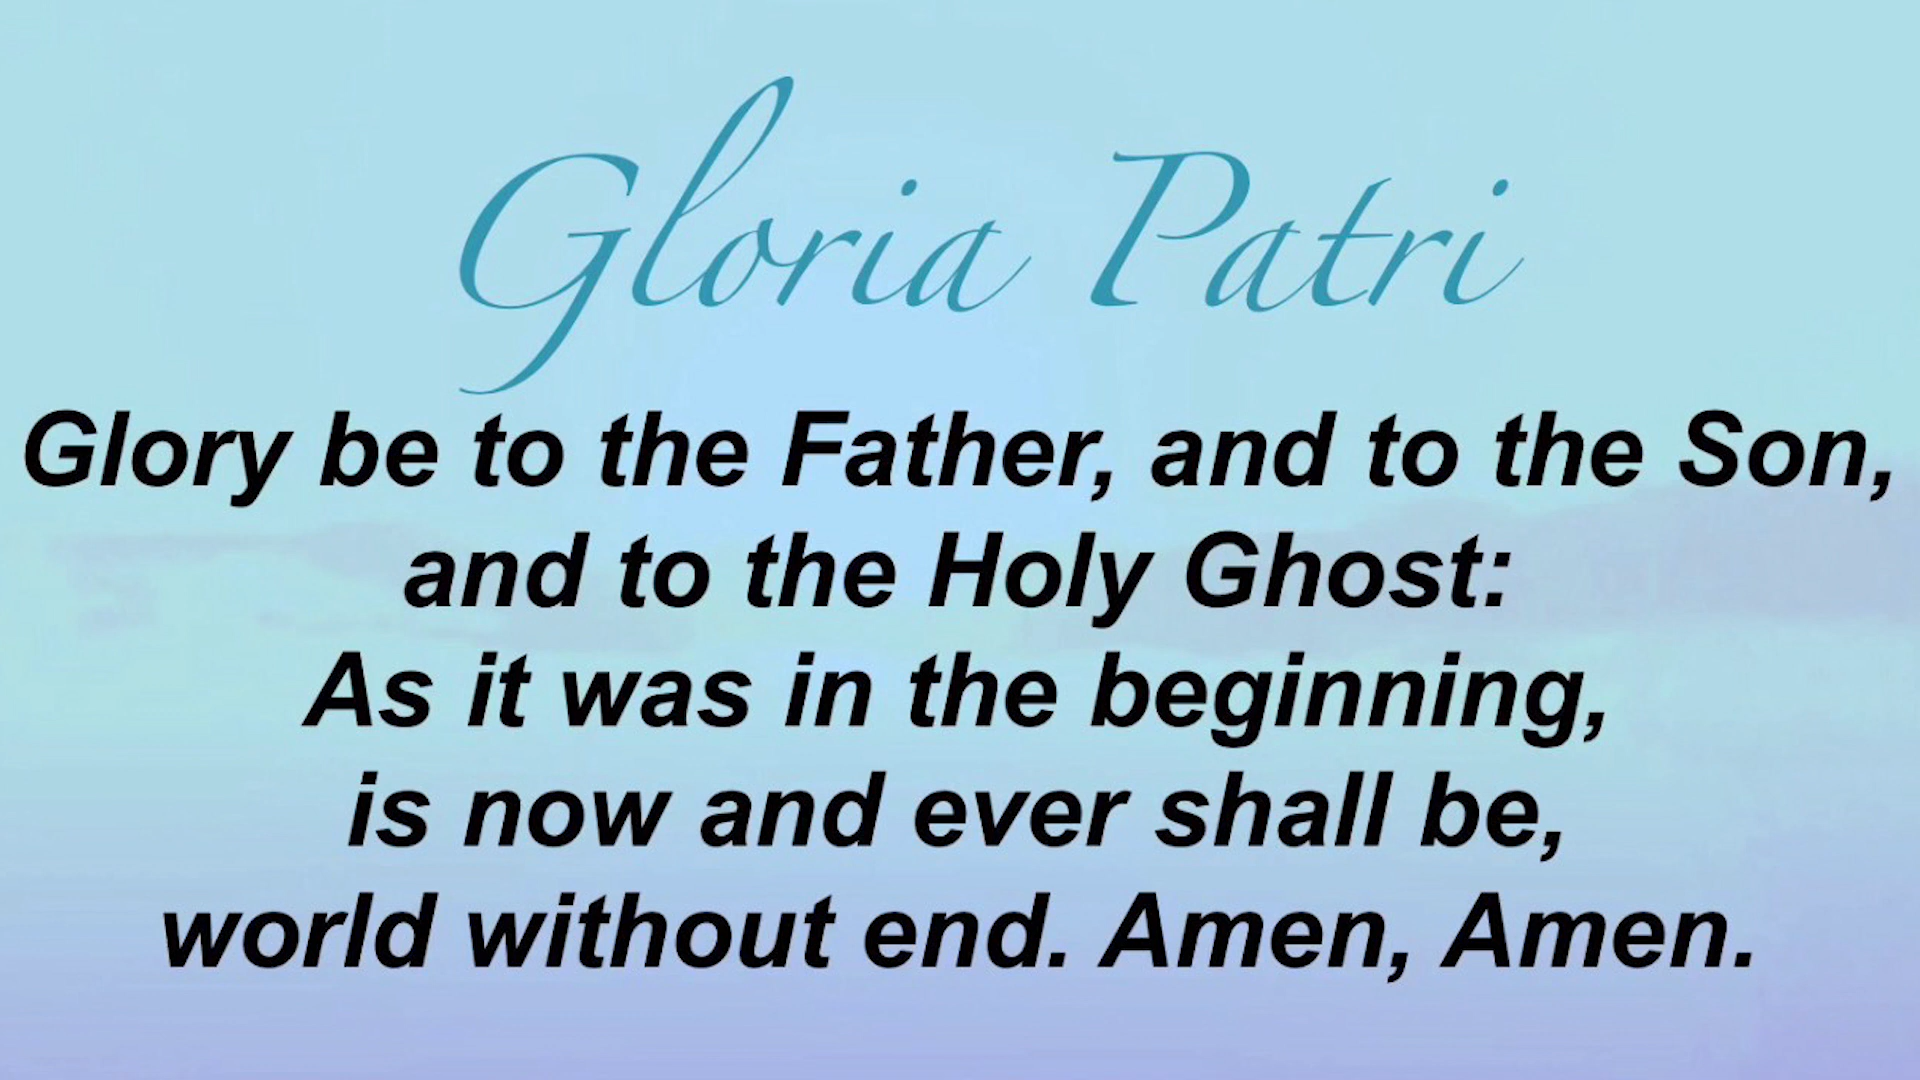 Gloria Patri
Glory be to the Father, and to the Son,
and to the Holy Ghost:
As it was in the beginning,
is now and ever shall be,
world without end. Amen, Amen.